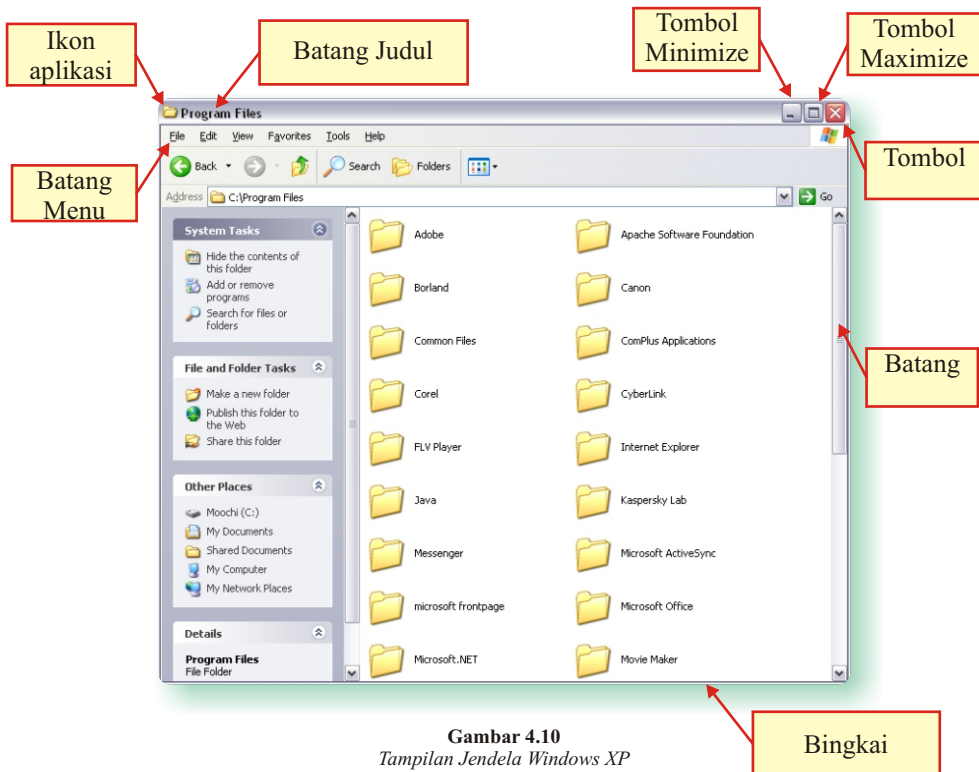 Ikon
aplikasi
Batang Judul
Tombol
Minimize
Tombol
Maximize
Program Files
File Edit View Favorites Tools Help
Tombol
Back Search Folders
Batang
Menu
Address C:\Program Files Go
System Tasks
Hide the contents of
this folder
Add or remove
programs
Search for files or
folders
File and Folder Tasks
Make a new folder
Publish this folder to
the Web
Share this folder
Other Places
Moochi (C:)
My Documents
Shared Documents
My Computer
My Network Places
Details
Program Files
File Folder
Adobe Apache Software Foundation
Borland Canon
Common Files ComPlus Applications
Corel CyberLink
FLV Player Internet Explorer
Java Kaspersky Lab
Messenger Microsoft ActiveSync
microsoft frontpage Microsoft Office
Microsoft.NET Movie Maker
Batang
Bingkai
Gambar 4.10
Tampilan Jendela Windows XP